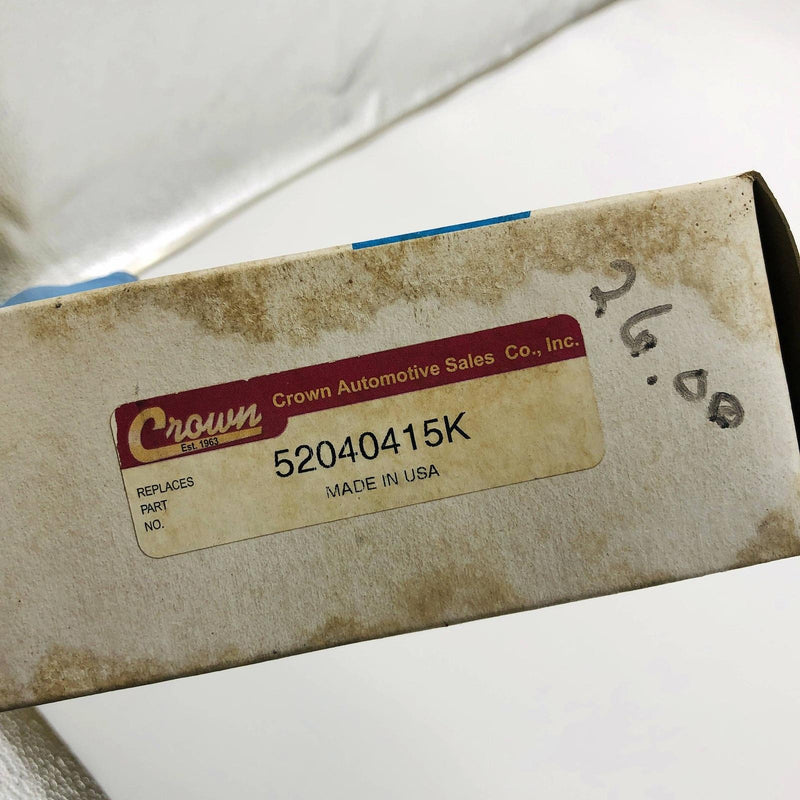 Crown Automotive Sales Co., Inc.
Crown
Est. 1963
52040415K
MADE IN USA
REPLACES
PART
NO.
26.00